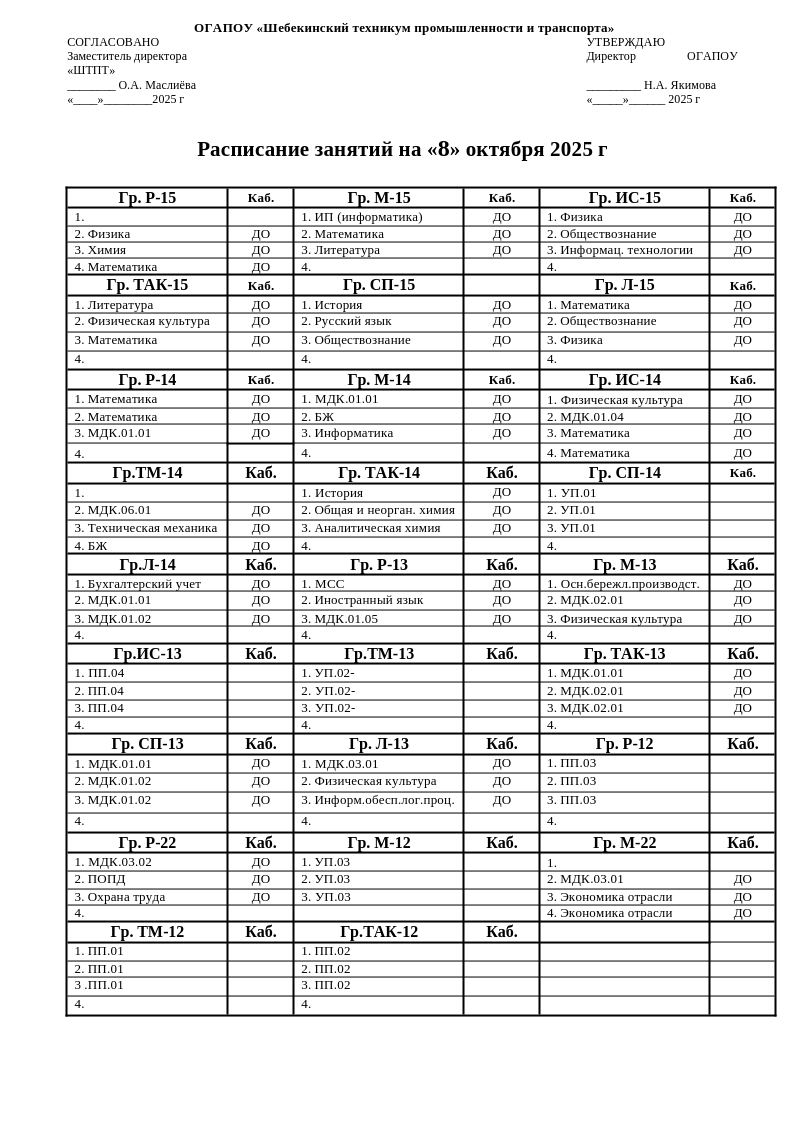 ОГАПОУ «Шебекинский техникум промышленности и транспорта»
СОГЛАСОВАНО УТВЕРЖДАЮ
Заместитель директора Директор ОГАПОУ
«ШТПТ»
________ О.А. Маслиёва _________ Н.А. Якимова
«____»________2025 г «_____»______ 2025 г
Расписание занятий на «8» октября 2025 г
Гр. Р-15 Каб. Гр. М-15 Каб. Гр. ИС-15 Каб.
1. 1. ИП (информатика) ДО 1. Физика ДО
2. Физика ДО 2. Математика ДО 2. Обществознание ДО
3. Химия ДО 3. Литература ДО 3. Информац. технологии ДО
4. Математика ДО 4. 4.
Гр. ТАК-15 Каб. Гр. СП-15 Гр. Л-15 Каб.
1. Литература ДО 1. История ДО 1. Математика ДО
2. Физическая культура ДО 2. Русский язык ДО 2. Обществознание ДО
3. Математика ДО 3. Обществознание ДО 3. Физика ДО
4. 4. 4.
Гр. Р-14 Каб. Гр. М-14 Каб. Гр. ИС-14 Каб.
1. Математика ДО 1. МДК.01.01 ДО 1. Физическая культура ДО
2. Математика ДО 2. БЖ ДО 2. МДК.01.04 ДО
3. МДК.01.01 ДО 3. Информатика ДО 3. Математика ДО
4. 4. 4. Математика ДО
Гр.ТМ-14 Каб. Гр. ТАК-14 Каб. Гр. СП-14 Каб.
1. 1. История ДО 1. УП.01
2. МДК.06.01 ДО 2. Общая и неорган. химия ДО 2. УП.01
3. Техническая механика ДО 3. Аналитическая химия ДО 3. УП.01
4. БЖ ДО 4. 4.
Гр.Л-14 Каб. Гр. Р-13 Каб. Гр. М-13 Каб.
1. Бухгалтерский учет ДО 1. МСС ДО 1. Осн.бережл.производст. ДО
2. МДК.01.01 ДО 2. Иностранный язык ДО 2. МДК.02.01 ДО
3. МДК.01.02 ДО 3. МДК.01.05 ДО 3. Физическая культура ДО
4. 4. 4.
Гр.ИС-13 Каб. Гр.ТМ-13 Каб. Гр. ТАК-13 Каб.
1. ПП.04 1. УП.02- 1. МДК.01.01 ДО
2. ПП.04 2. УП.02- 2. МДК.02.01 ДО
3. ПП.04 3. УП.02- 3. МДК.02.01 ДО
4. 4. 4.
Гр. СП-13 Каб. Гр. Л-13 Каб. Гр. Р-12 Каб.
1. МДК.01.01 ДО 1. МДК.03.01 ДО 1. ПП.03
2. МДК.01.02 ДО 2. Физическая культура ДО 2. ПП.03
3. МДК.01.02 ДО 3. Информ.обесп.лог.проц. ДО 3. ПП.03
4. 4. 4.
Гр. Р-22 Каб. Гр. М-12 Каб. Гр. М-22 Каб.
1. МДК.03.02 ДО 1. УП.03 1.
2. ПОПД ДО 2. УП.03 2. МДК.03.01 ДО
3. Охрана труда ДО 3. УП.03 3. Экономика отрасли ДО
4. 4. Экономика отрасли ДО
Гр. ТМ-12 Каб. Гр.ТАК-12 Каб.
1. ПП.01 1. ПП.02
2. ПП.01 2. ПП.02
3 .ПП.01 3. ПП.02
4. 4.